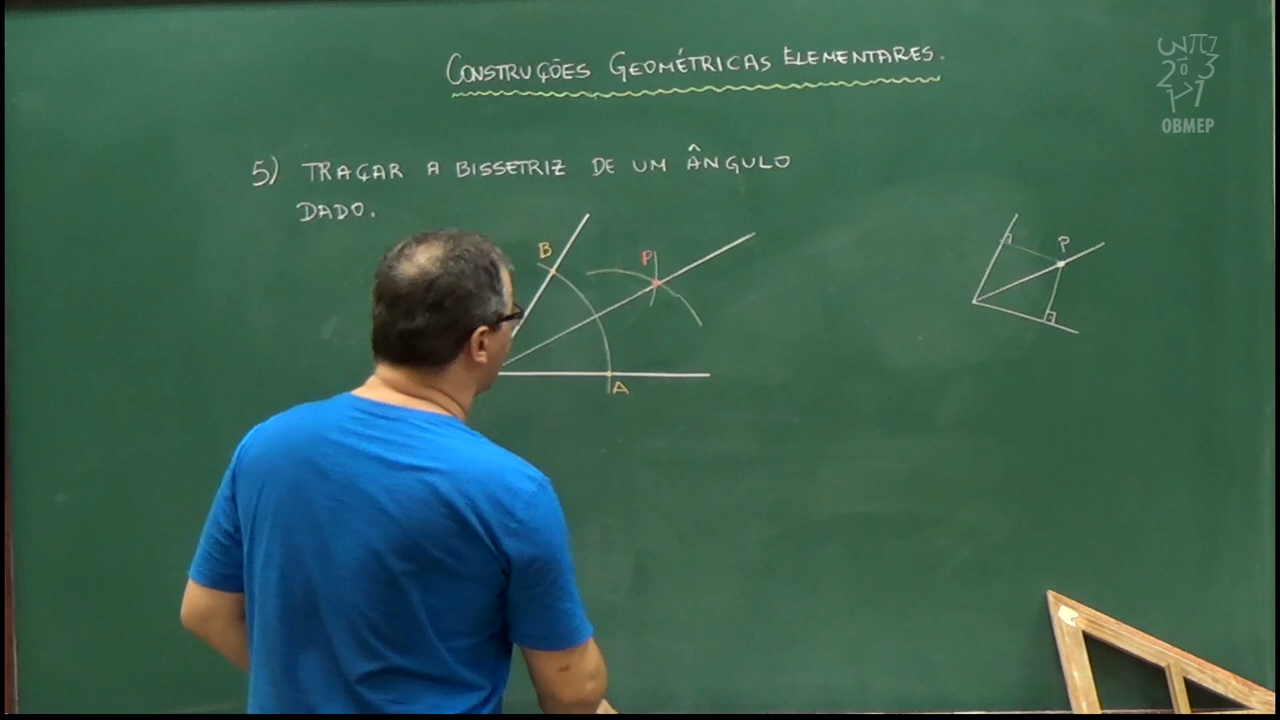 CONSTRUÇÕES GEOMÉTRICAS ELEMENTARES.
5) TRAÇAR A BISSETRIZ DE UM ÂNGULO
DADO.
B
P
A
P
OBMEP